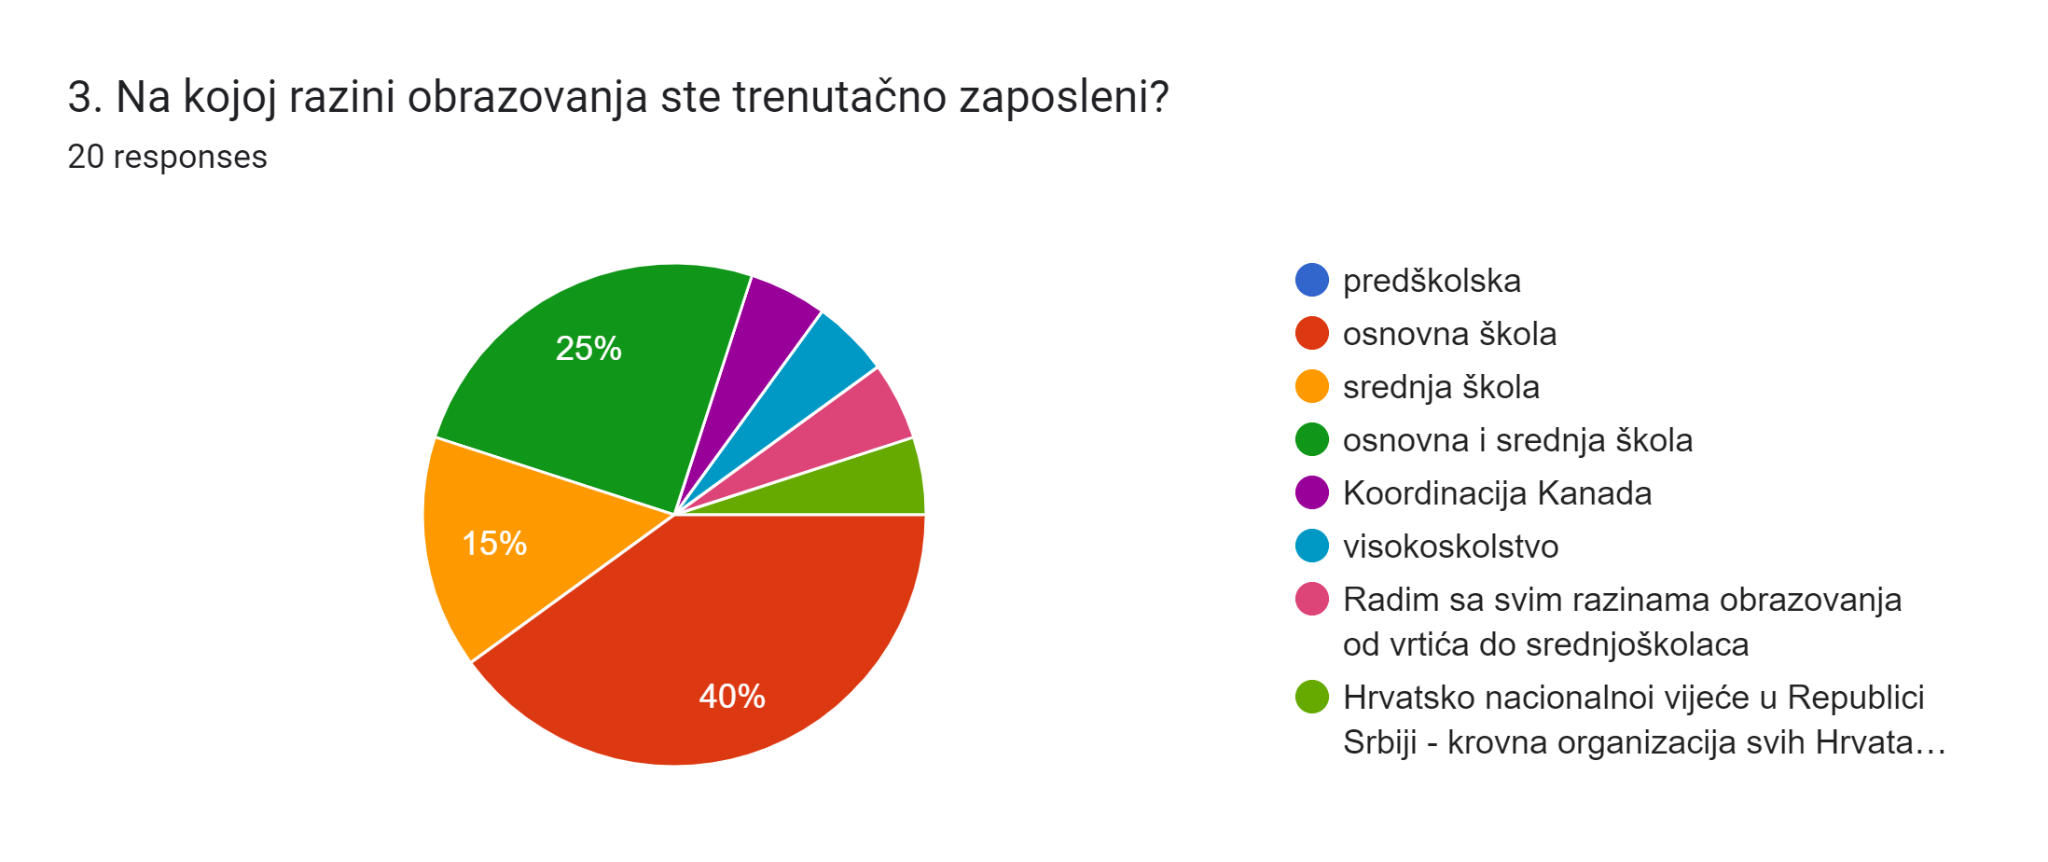 3. Na kojoj razini obrazovanja ste trenutačno zaposleni?
20 responses
25%
15%
40%
predškolska
osnovna škola
srednja škola
osnovna i srednja škola
Koordinacija Kanada
visokoskolstvo
Radim sa svim razinama obrazovanja
od vrtića do srednjoškolaca
Hrvatsko nacionalnoi vijeće u Republici
Srbiji - krovna organizacija svih Hrvata…